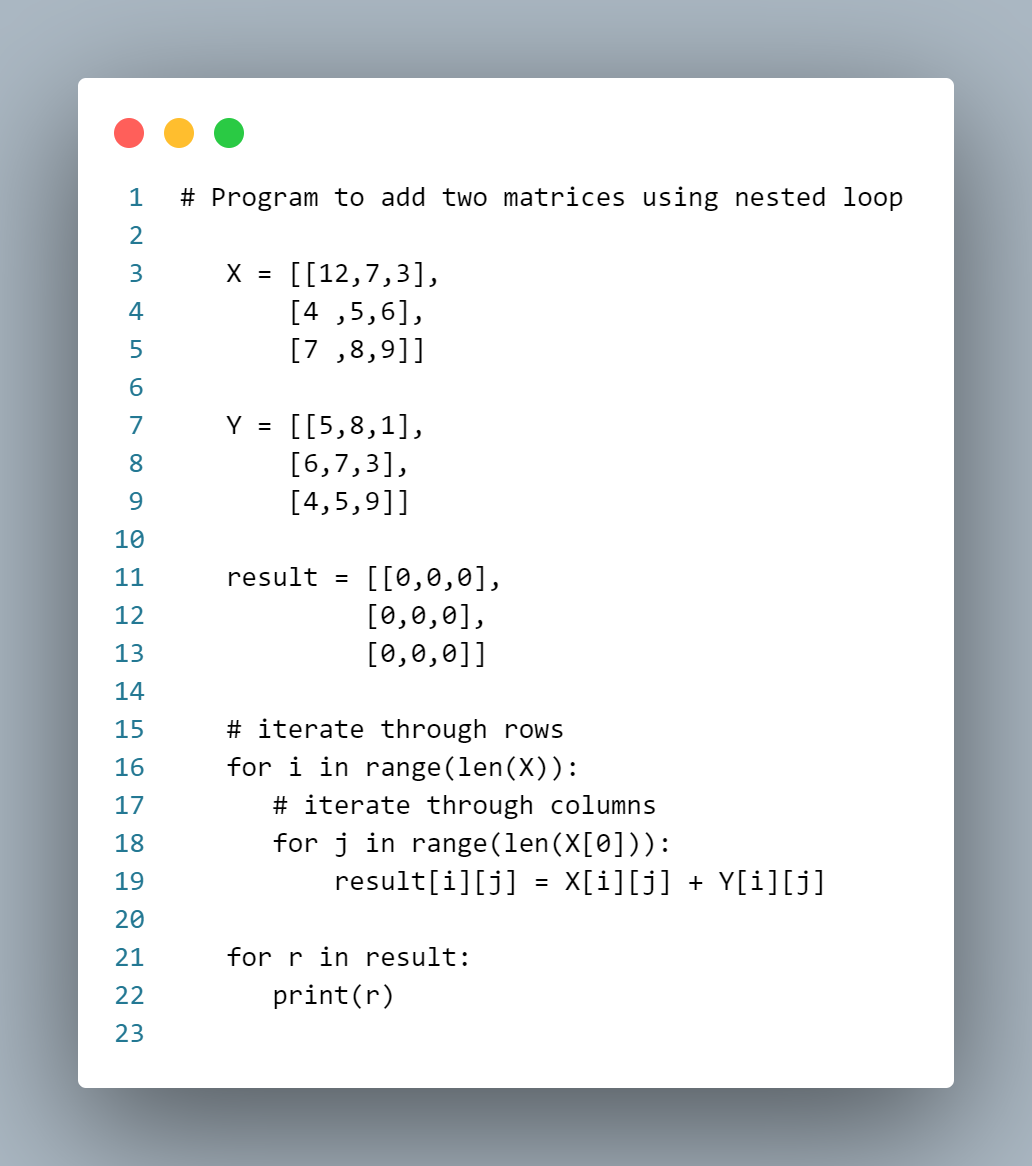 1 # Program to add two matrices using nested loop
2
3    X = [[12,7,3],
4        [4 ,5,6],
5        [7 ,8,9]]
6
7    Y = [[5,8,1],
8        [6,7,3],
9        [4,5,9]]
10
11    result = [[0,0,0],
12             [0,0,0],
13             [0,0,0]]
14
15    # iterate through rows
16    for i in range(len(X)):
17       # iterate through columns
18       for j in range(len(X[0])):
19           result[i][j] = X[i][j] + Y[i][j]
20
21    for r in result:
22       print(r)
23